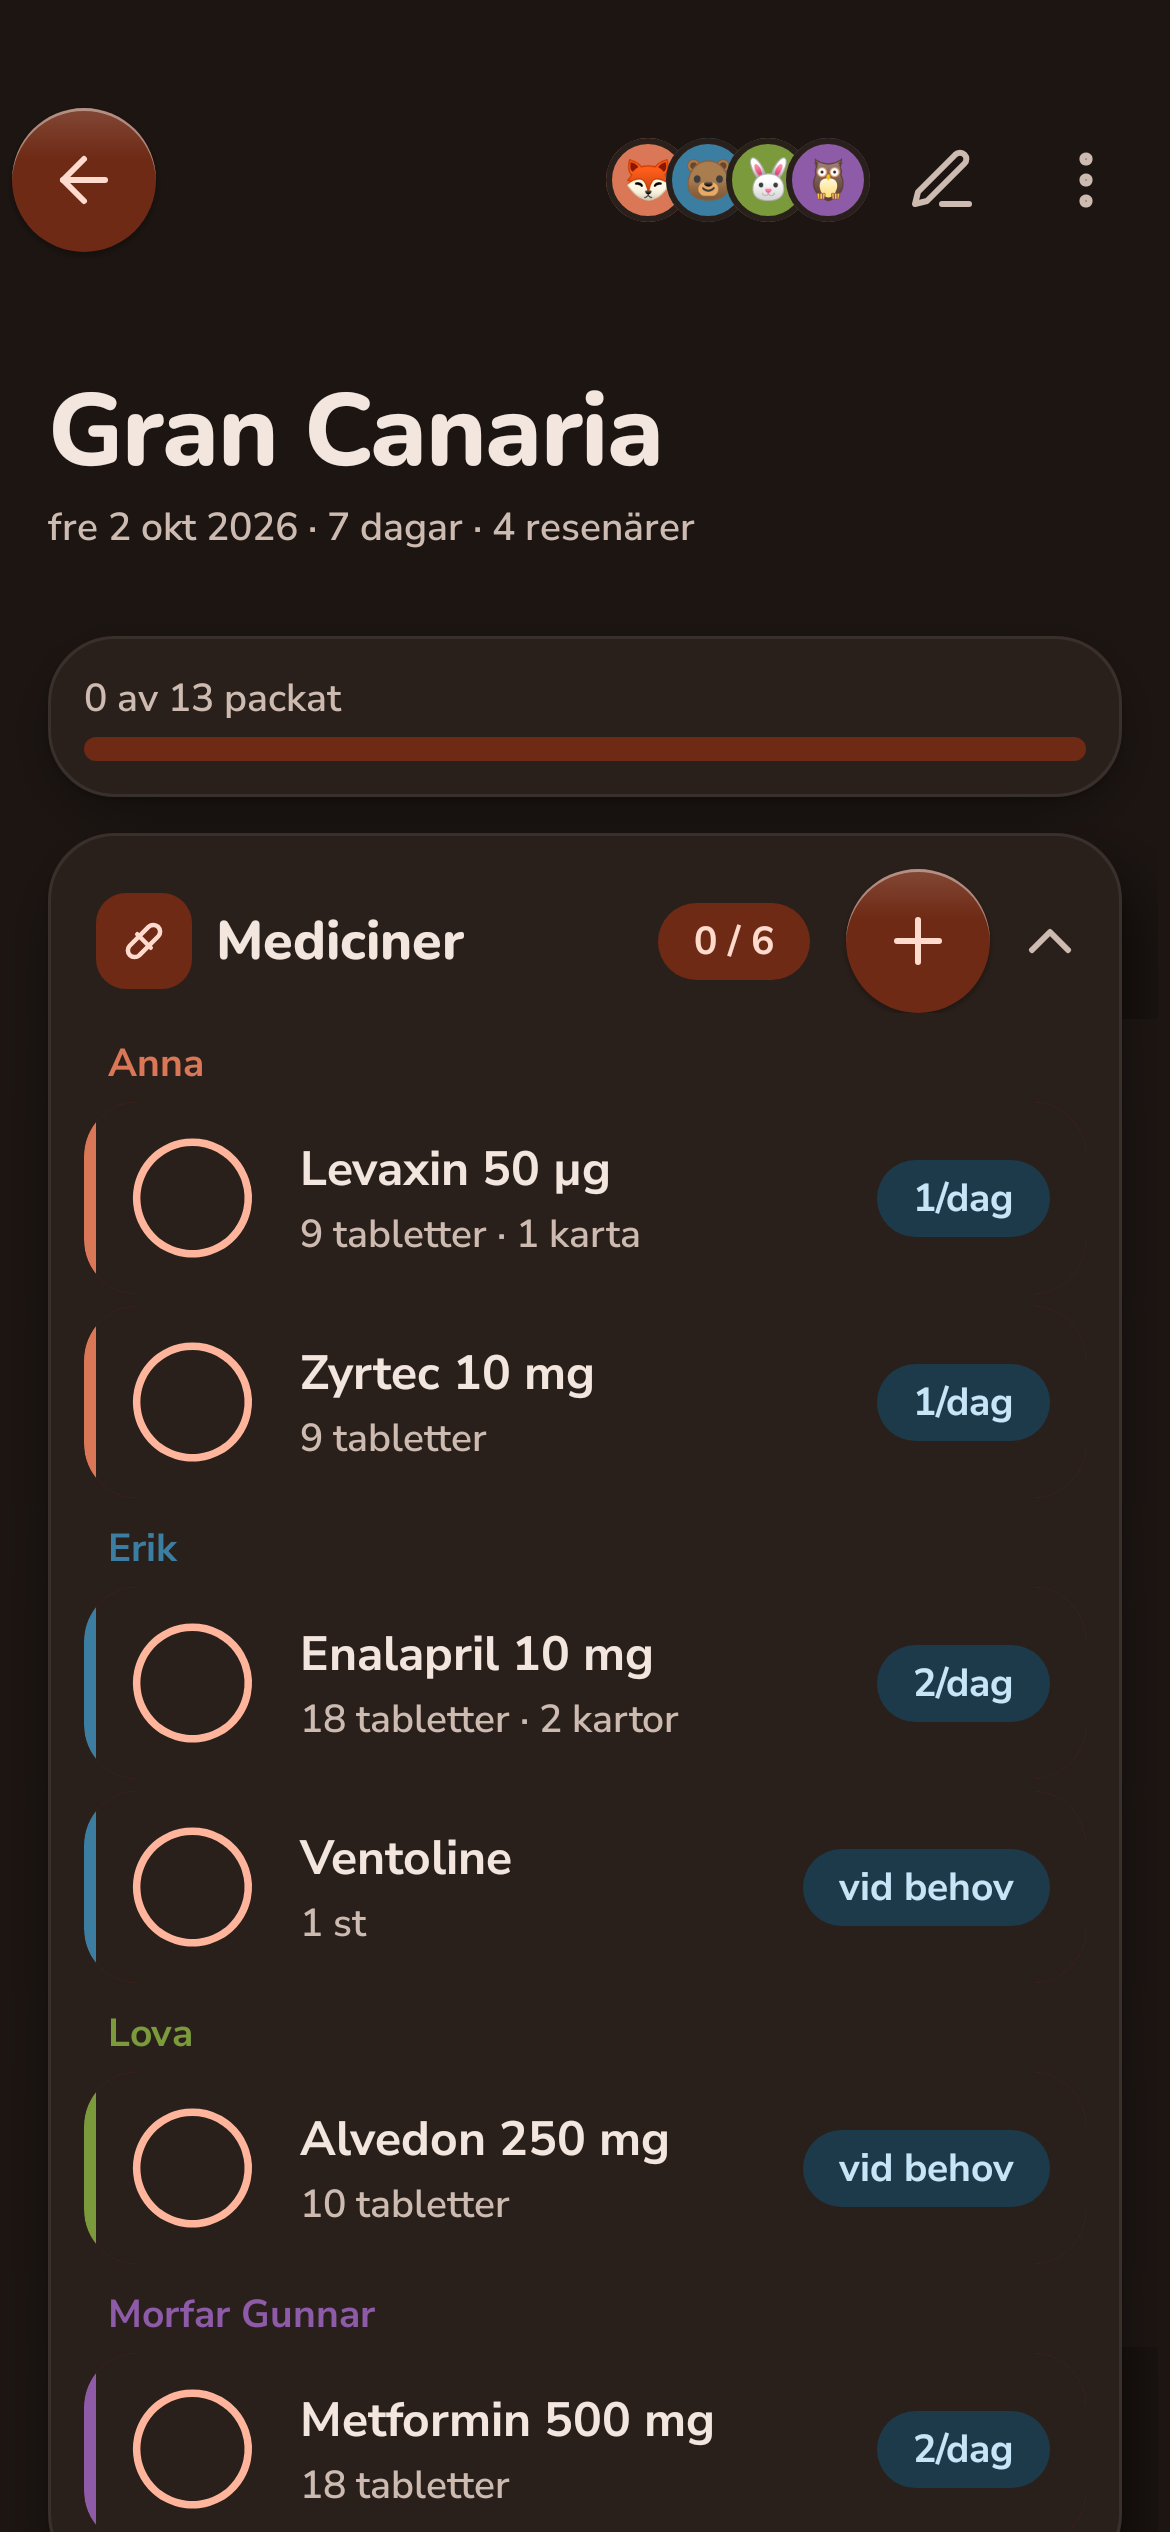 Gran Canaria
fre 2 okt 2026 · 7 dagar · 4 resenärer
0 av 13 packat
Mediciner
0 / 6
Anna
Levaxin 50 µg
1/dag
9 tabletter · 1 karta
Zyrtec 10 mg
1/dag
9 tabletter
Erik
Enalapril 10 mg
2/dag
18 tabletter · 2 kartor
Ventoline
vid behov
1 st
Lova
Alvedon 250 mg
vid behov
10 tabletter
Morfar Gunnar
Metformin 500 mg
2/dag
18 tabletter